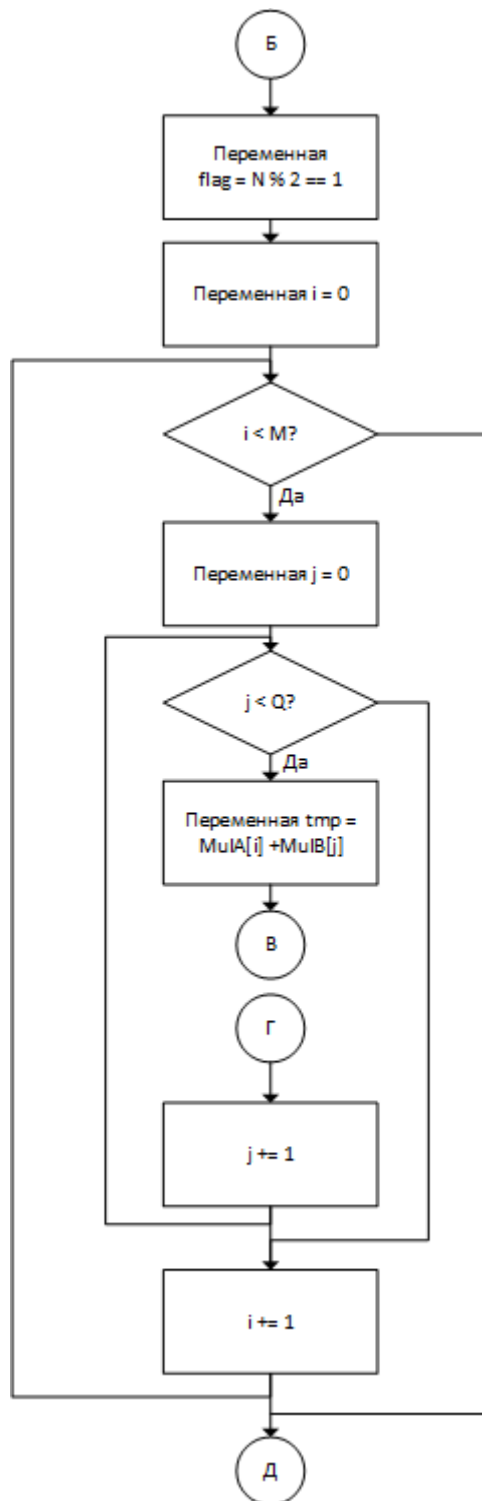 Б
Переменная
flag = N % 2 == 1
Переменная i = 0
i < M?
Да
Переменная j = 0
j < Q?
Да
Переменная tmp =
MulA[i] +MulB[j]
В
Г
j += 1
i += 1
Д